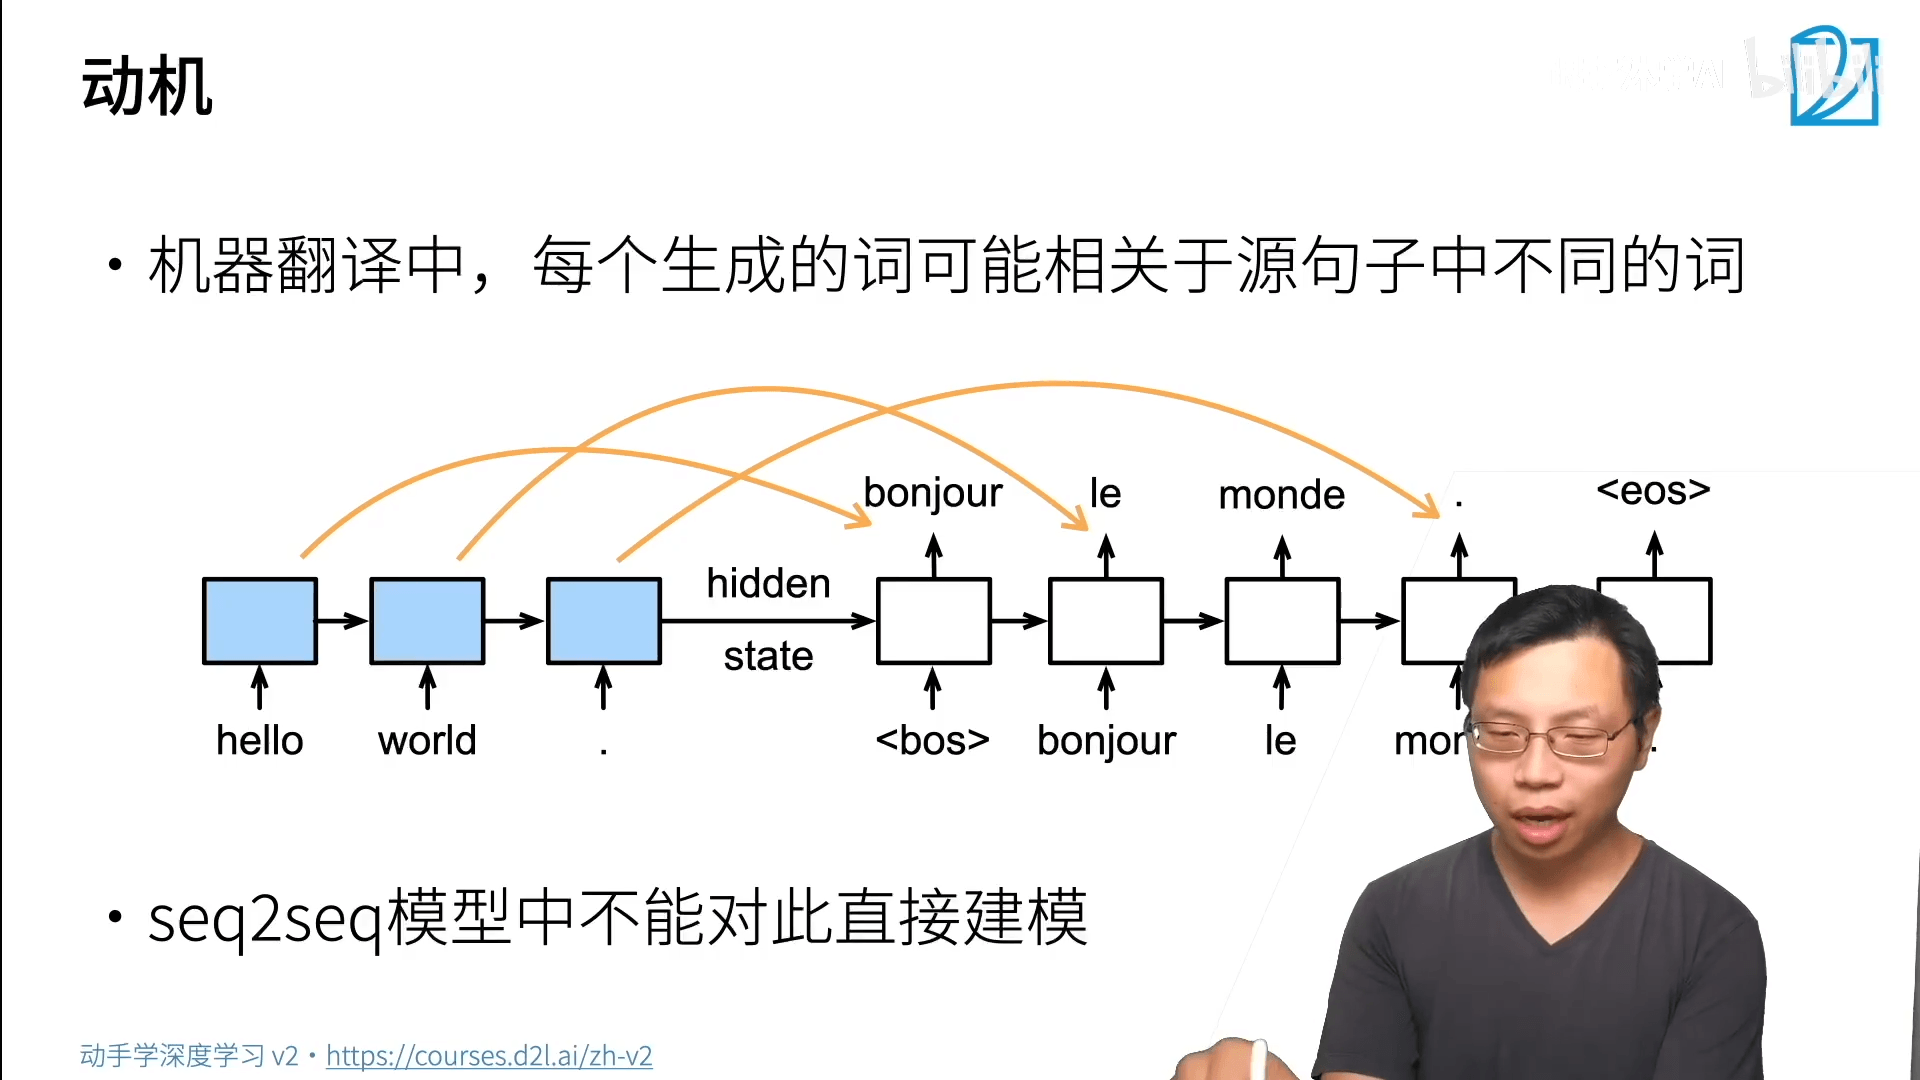 动机
bilibili
• 机器翻译中，每个生成的词可能相关于源句子中不同的词
bonjour le monde . <eos>
hidden
state
hello world . <bos> bonjour le mon .
• seq2seq模型中不能对此直接建模
动手学深度学习 v2 • https://courses.d2l.ai/zh-v2